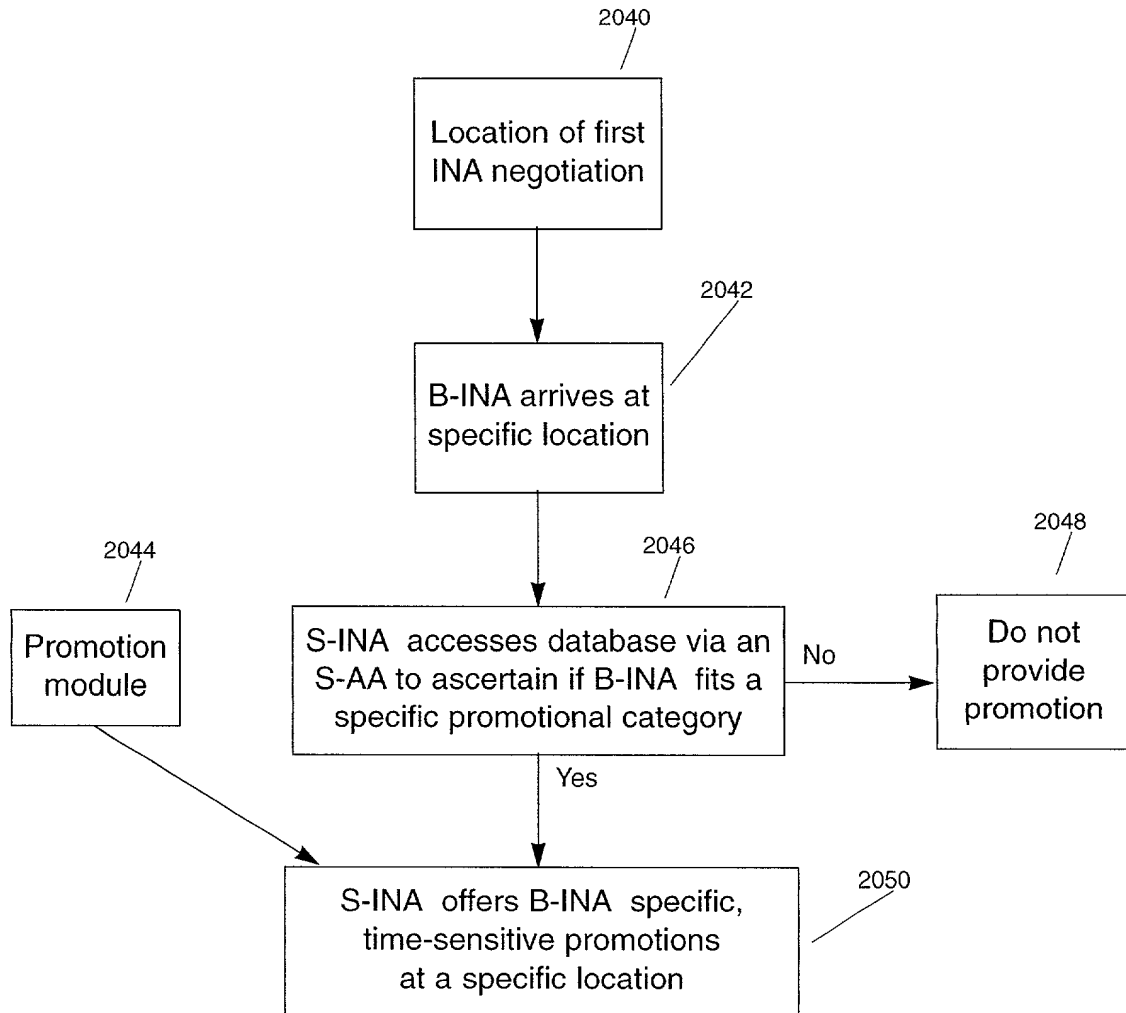 2040
Location of first
INA negotiation
2042
B-INA arrives at
specific location
2044
Promotion
module
2046
S-INA accesses database via an
S-AA to ascertain if B-INA fits a
specific promotional category
No
2048
Do not
provide
promotion
Yes
2050
S-INA offers B-INA specific,
time-sensitive promotions
at a specific location